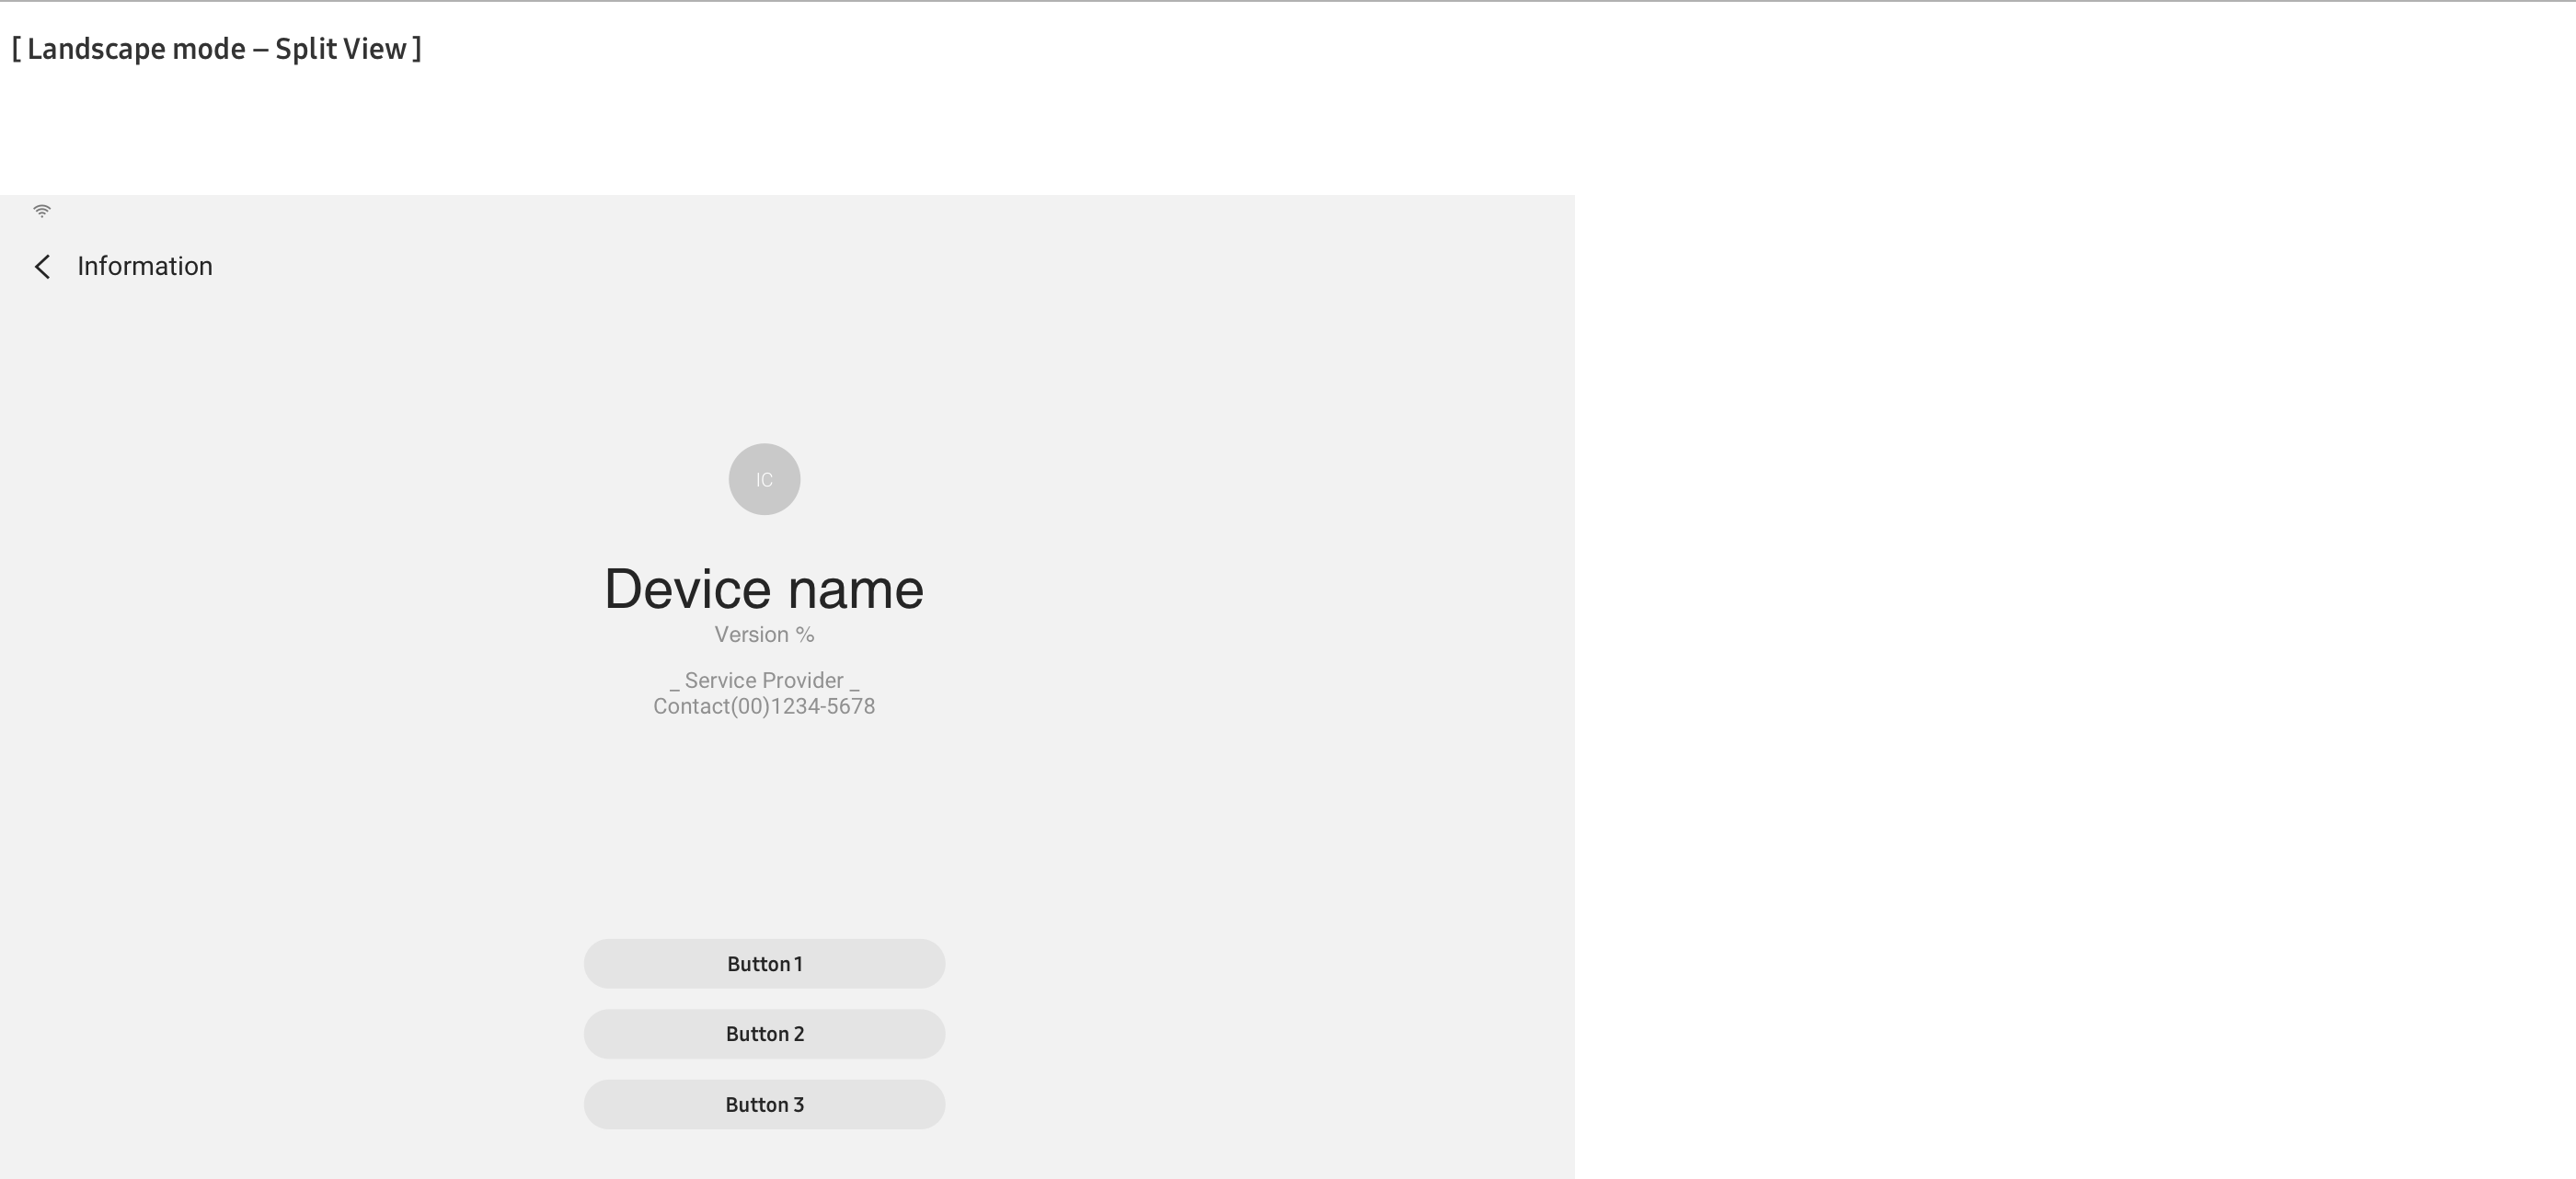 [ Landscape mode – Split View ]
Information
IC
Device name
Version %
_ Service Provider _
Contact(00)1234-5678
Button 1
Button 2
Button 3